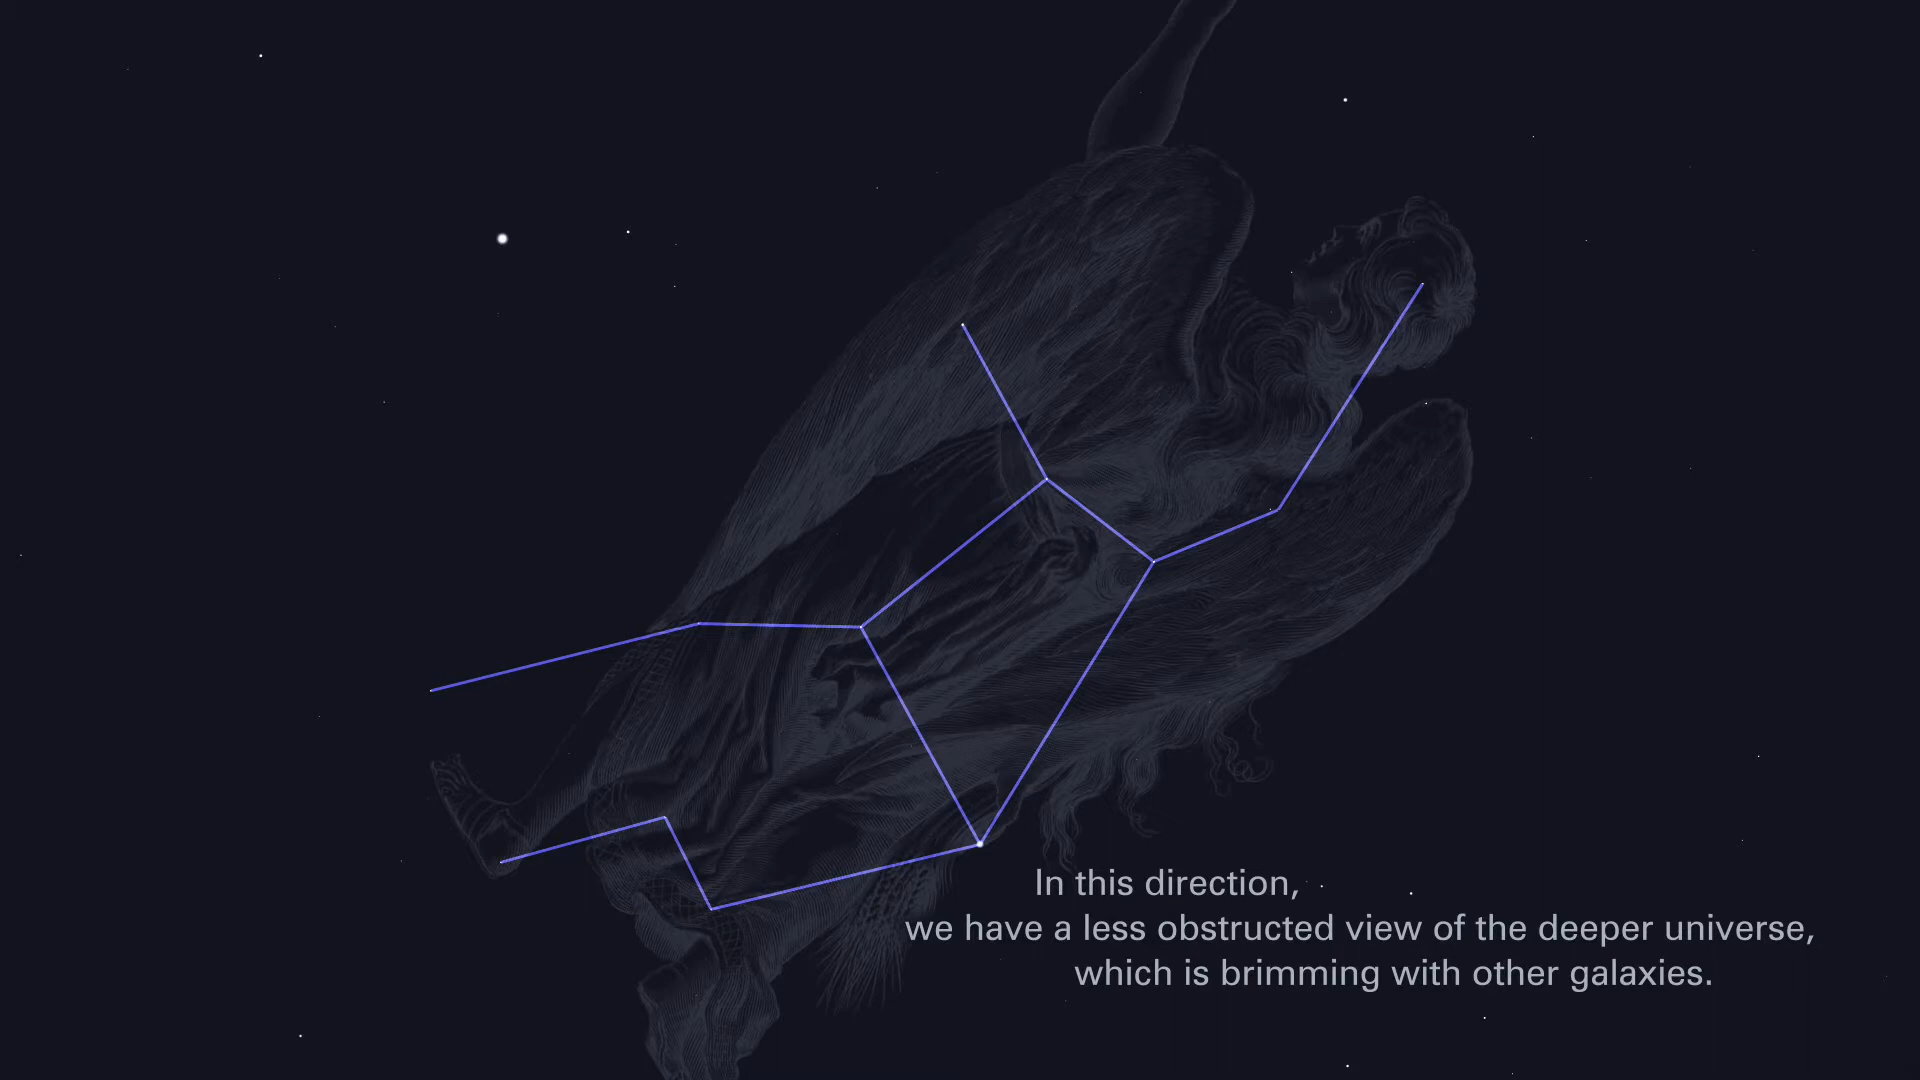 In this direction,
we have a less obstructed view of the deeper universe,
which is brimming with other galaxies.